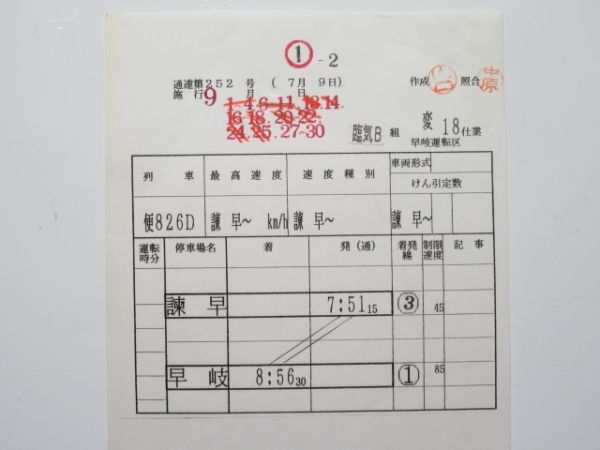 ① - 2
通達第252 号 ( 7月 9日) 作成 照合 中原
施行 9 月 日
1 4 6 11 13 14
16 18 20 22
24 25 27-30 臨気B 組 変 18仕業
早岐運転区
列 車 最 高 速 度 速 度 種 別 車両形式
けん引定数
便826D 諫 早~ km/h 諫 早~ 諫 早~
運転時分 停車場名 着 発 (通) 着発線 制限速度 記 事
諫 早 7:51 15 ③ 45
早 岐 8:56 30 ① 85